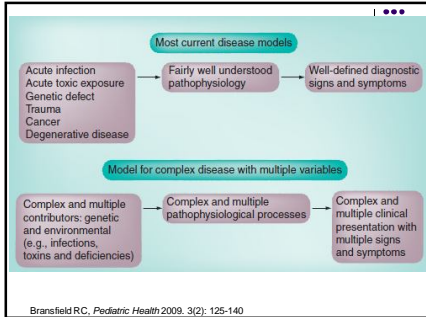 Most current disease models
Acute infection
Acute toxic exposure
Genetic defect
Trauma
Cancer
Degenerative disease
Fairly well understood
pathophysiology
Well-defined diagnostic
signs and symptoms
Model for complex disease with multiple variables
Complex and multiple
contributors: genetic
and environmental
(e.g., infections,
toxins and deficiencies)
Complex and multiple
pathophysiological processes
Complex and
multiple clinical
presentation with
multiple signs
and symptoms
Bransfield RC, Pediatric Health 2009. 3(2): 125-140